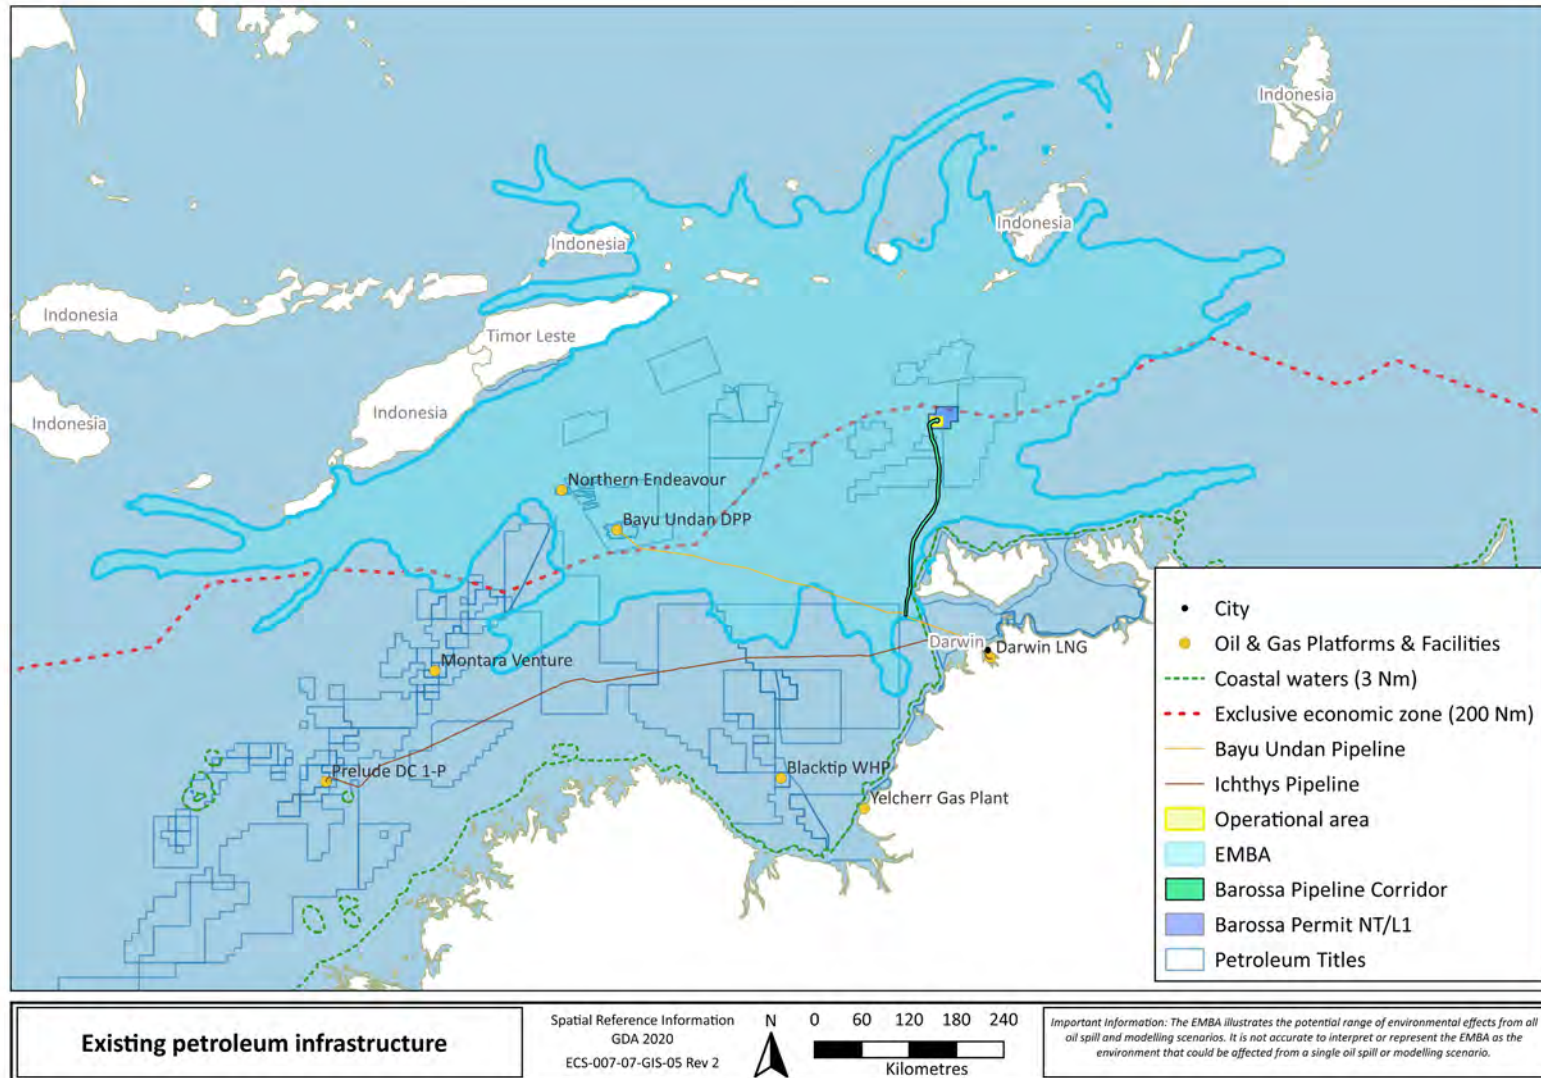 Indonesia
Indonesia
Indonesia
Indonesia
Timor Leste
Indonesia
Indonesia
Northern Endeavour
Bayu Undan DPP
Darwin
Darwin LNG
Montara Venture
Prelude DC 1-P
Blacktip WHP
Yelcherr Gas Plant
City
Oil & Gas Platforms & Facilities
Coastal waters (3 Nm)
Exclusive economic zone (200 Nm)
Bayu Undan Pipeline
Ichthys Pipeline
Operational area
EMBA
Barossa Pipeline Corridor
Barossa Permit NT/L1
Petroleum Titles
Existing petroleum infrastructure
Spatial Reference Information
GDA 2020
ECS-007-07-GIS-05 Rev 2
N
0 60 120 180 240
Kilometres
Important Information: The EMBA illustrates the potential range of environmental effects from all
oil spill and modelling scenarios. It is not accurate to interpret or represent the EMBA as the
environment that could be affected from a single oil spill or modelling scenario.